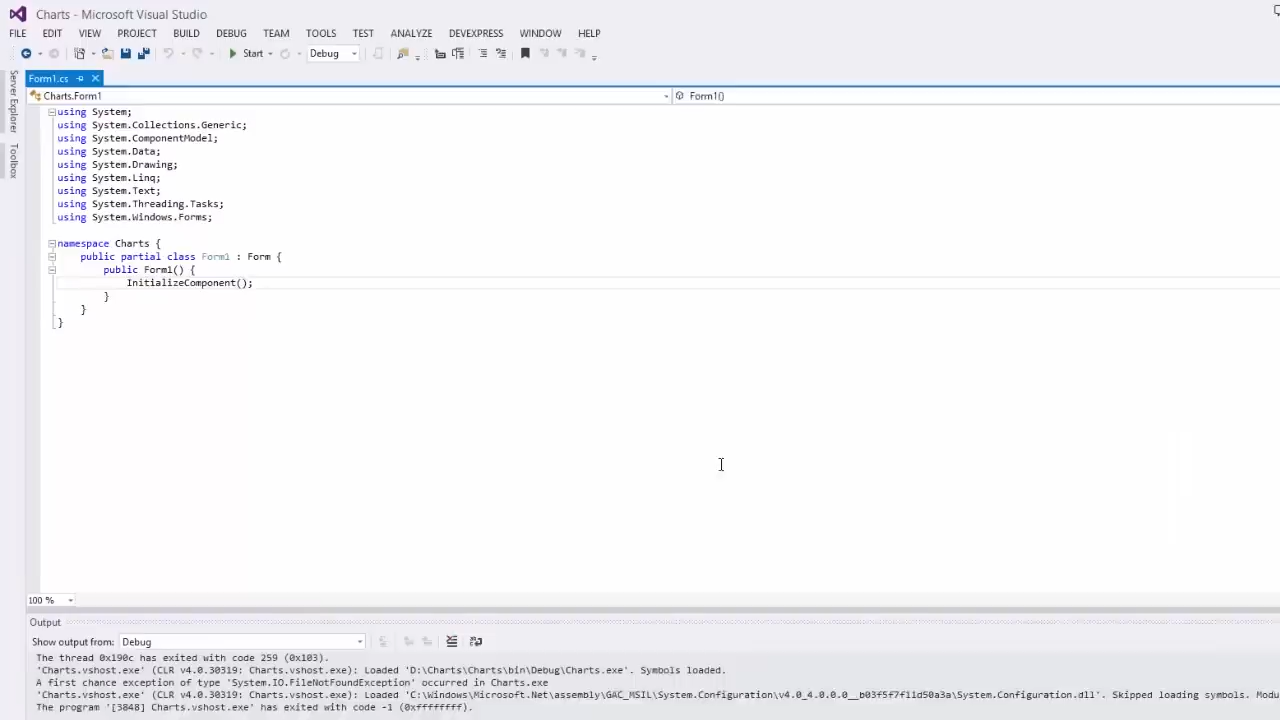 Charts - Microsoft Visual Studio
FILE EDIT VIEW PROJECT BUILD DEBUG TEAM TOOLS TEST ANALYZE DEVEXPRESS WINDOW HELP
Start Debug
Server Explorer
Toolbox
Form1.cs
Charts.Form1 Form1()
using System;
using System.Collections.Generic;
using System.ComponentModel;
using System.Data;
using System.Drawing;
using System.Linq;
using System.Text;
using System.Threading.Tasks;
using System.Windows.Forms;
namespace Charts {
public partial class Form1 : Form {
public Form1() {
InitializeComponent();
}
}
}
100 %
Output
Show output from: Debug
The thread 0x190c has exited with code 259 (0x103).
'Charts.vshost.exe' (CLR v4.0.30319: Charts.vshost.exe): Loaded 'D:\Charts\Charts\bin\Debug\Charts.exe'. Symbols loaded.
A first chance exception of type 'System.IO.FileNotFoundException' occurred in Charts.exe
'Charts.vshost.exe' (CLR v4.0.30319: Charts.vshost.exe): Loaded 'C:\Windows\Microsoft.Net\assembly\GAC_MSIL\System.Configuration\v4.0_4.0.0.0__b03f5f7f11d50a3a\System.Configuration.dll'. Skipped loading symbols. Modu
The program '[3848] Charts.vshost.exe' has exited with code -1 (0xffffffff).